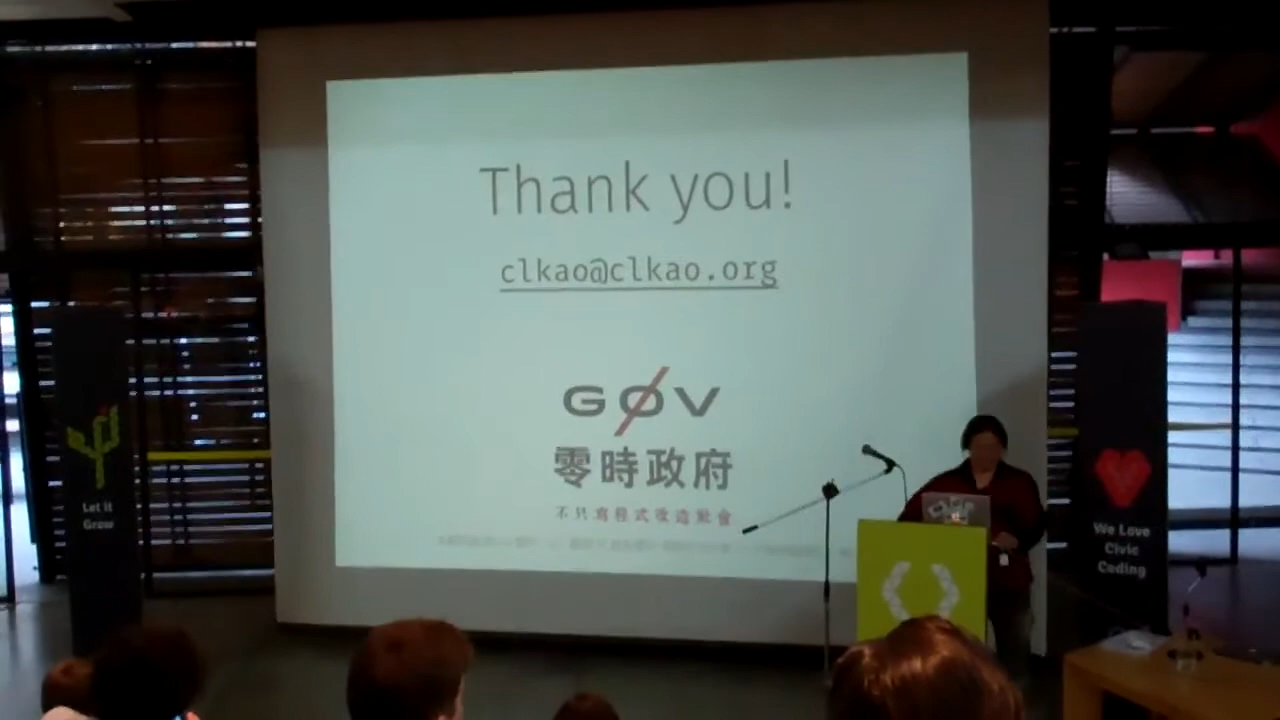 Thank you!
clkao@clkao.org
GØV
零時政府
Let it
Grow
We Love
Civic
Coding